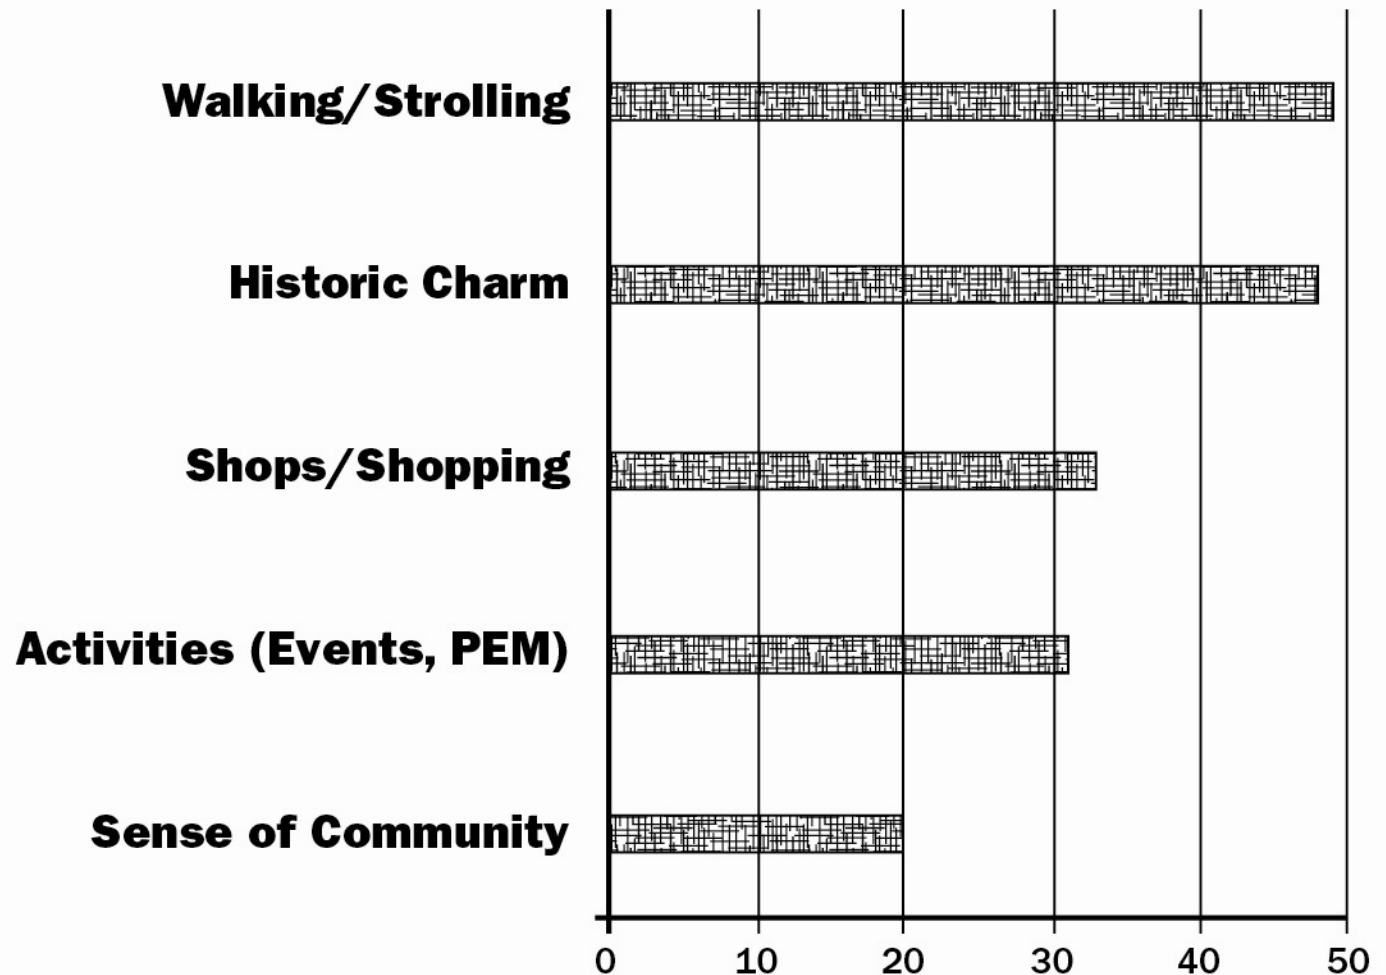 Walking/Strolling
Historic Charm
Shops/Shopping
Activities (Events, PEM)
Sense of Community
0 10 20 30 40 50